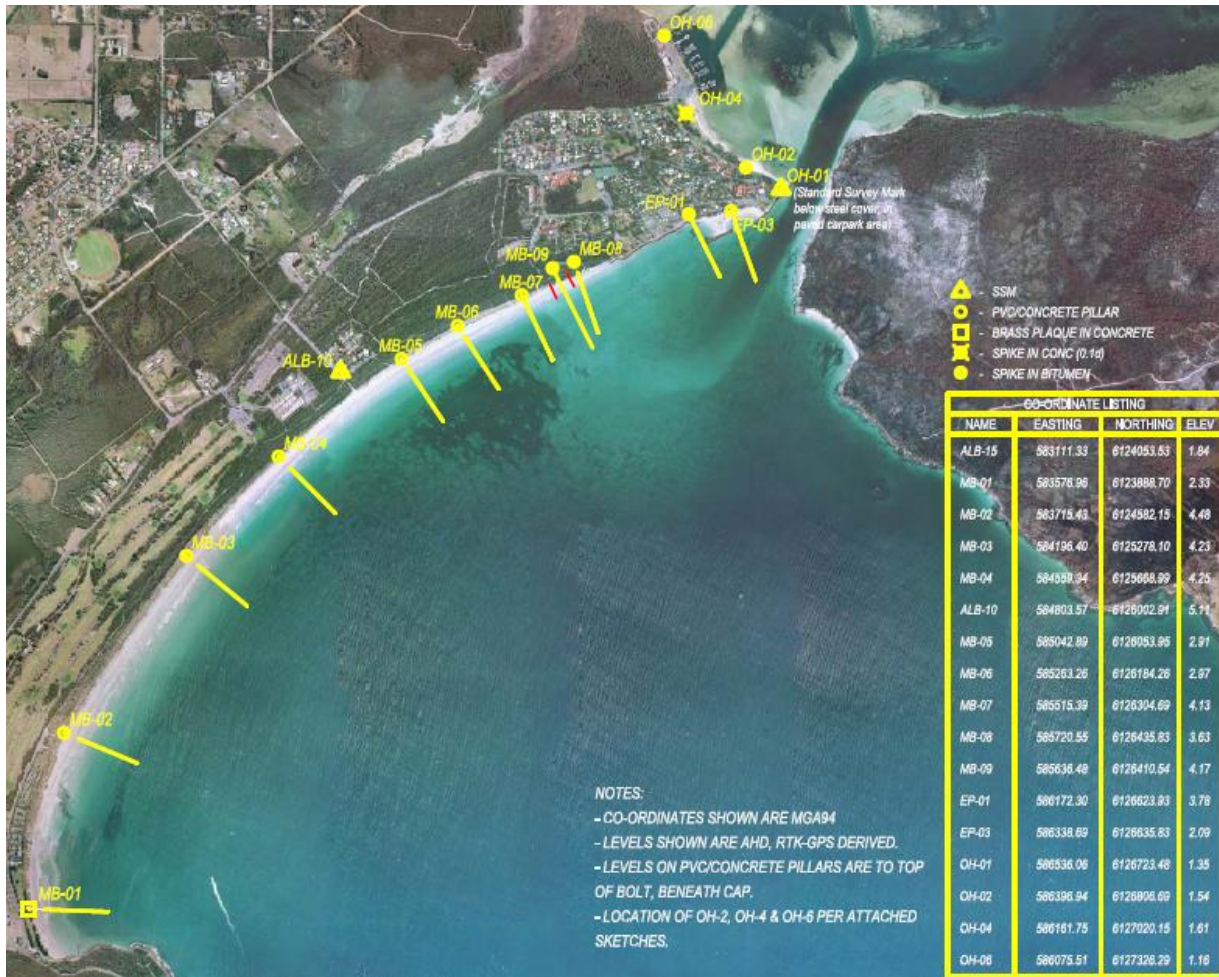 OH-06
OH-04
OH-02
OH-01
(Standard Survey Mark
below steel cover, in
paved carpark area)
EP-01
EP-03
MB-08
MB-09
MB-07
MB-06
MB-05
ALB-10
MB-04
MB-03
MB-02
MB-01
- SSM
- PVC/CONCRETE PILLAR
- BRASS PLAQUE IN CONCRETE
- SPIKE IN CONC (0.1d)
- SPIKE IN BITUMEN
CO-ORDINATE LISTING
NAME EASTING NORTHING ELEV
ALB-15 583111.33 6124053.53 1.84
MB-01 583576.96 6123888.70 2.33
MB-02 583715.43 6124582.15 4.48
MB-03 584196.40 6125278.10 4.23
MB-04 584559.34 6125668.99 4.25
ALB-10 584803.57 6126002.91 5.11
MB-05 585042.89 6126053.95 2.91
MB-06 585263.26 6126184.26 2.97
MB-07 585515.39 6126304.69 4.13
MB-08 585720.55 6126435.83 3.63
MB-09 585636.48 6126410.54 4.17
EP-01 586172.30 6126623.93 3.78
EP-03 586338.69 6126635.83 2.09
OH-01 586536.06 6126723.48 1.35
OH-02 586396.94 6126806.69 1.54
OH-04 586161.75 6127020.15 1.61
OH-06 586075.51 6127326.29 1.16
NOTES:
- CO-ORDINATES SHOWN ARE MGA94
- LEVELS SHOWN ARE AHD, RTK-GPS DERIVED.
- LEVELS ON PVC/CONCRETE PILLARS ARE TO TOP
OF BOLT, BENEATH CAP.
- LOCATION OF OH-2, OH-4 & OH-6 PER ATTACHED
SKETCHES.